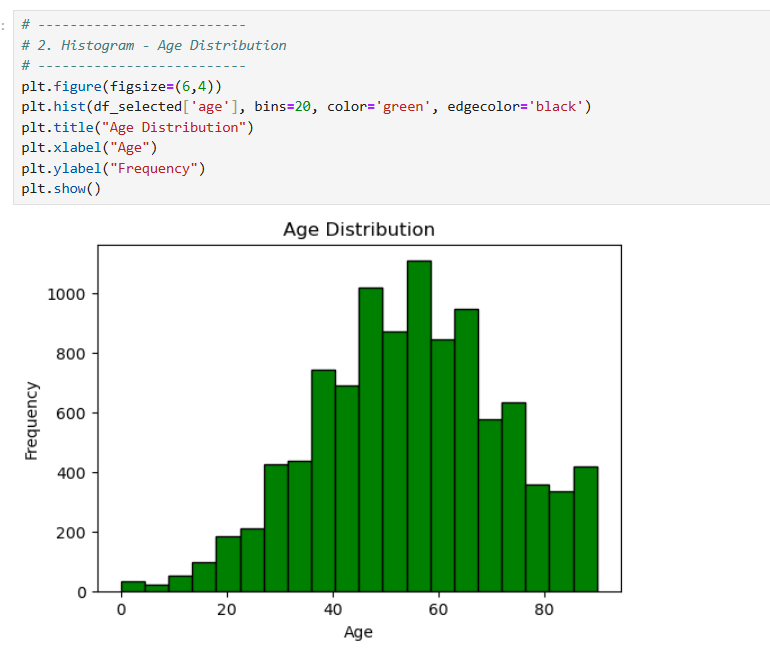 :
# --------------------------
# 2. Histogram - Age Distribution
# --------------------------
plt.figure(figsize=(6,4))
plt.hist(df_selected['age'], bins=20, color='green', edgecolor='black')
plt.title("Age Distribution")
plt.xlabel("Age")
plt.ylabel("Frequency")
plt.show()
Age Distribution
Frequency
1000
800
600
400
200
0
0 20 40 60 80
Age